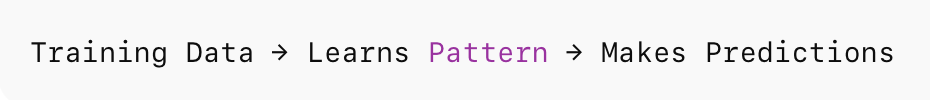 Training Data → Learns Pattern → Makes Predictions